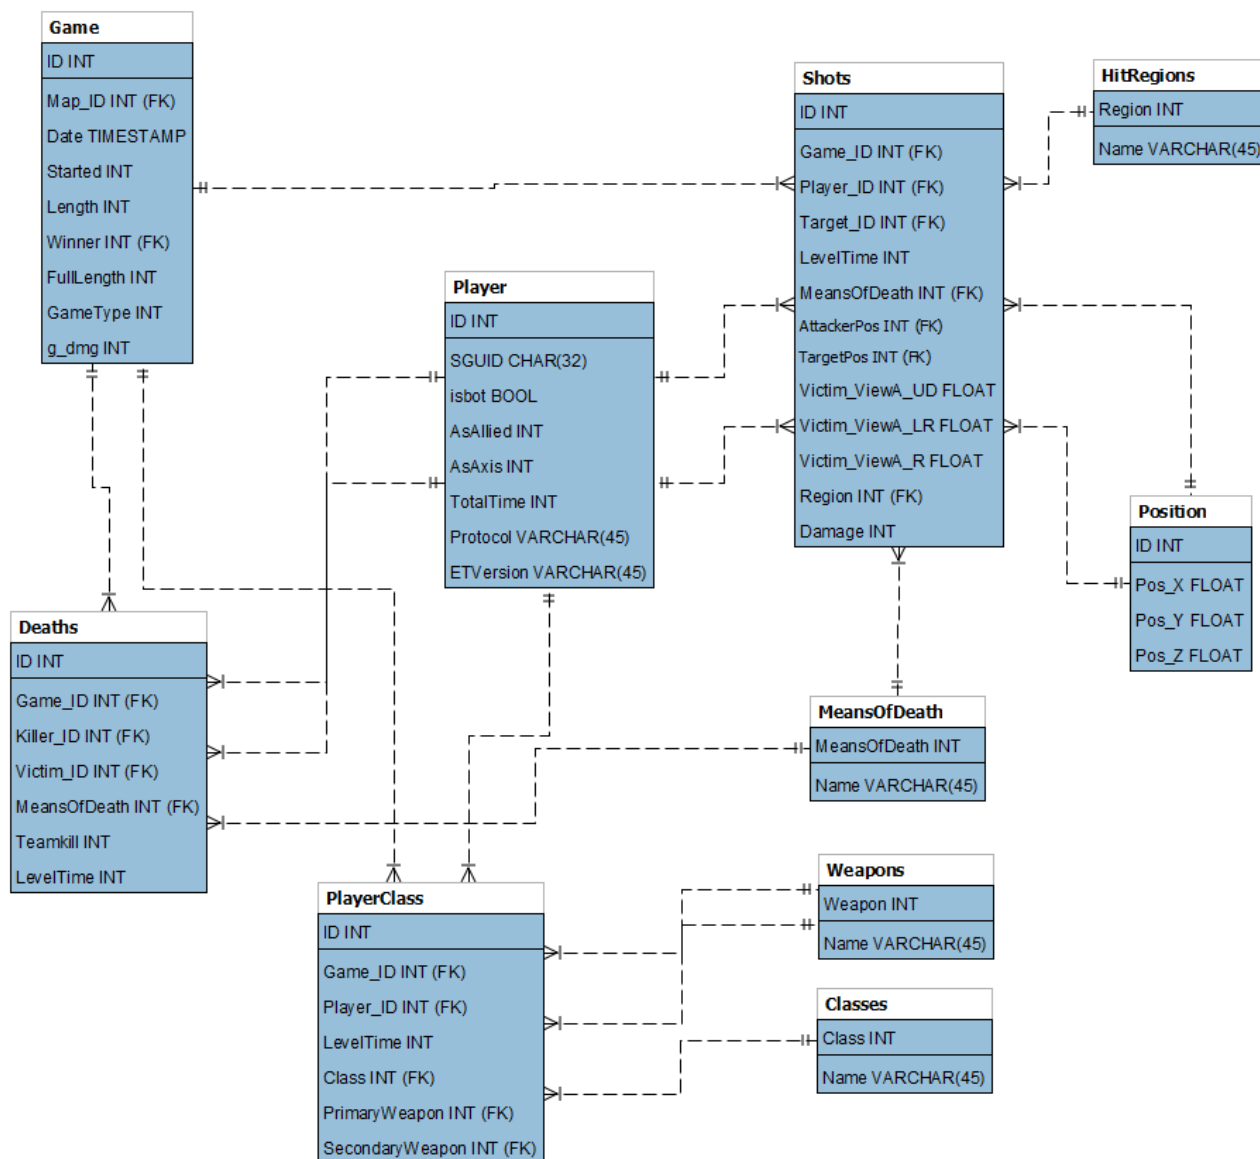 Game
ID INT
Map_ID INT (FK)
Date TIMESTAMP
Started INT
Length INT
Winner INT (FK)
FullLength INT
GameType INT
g_dmg INT
Shots
ID INT
Game_ID INT (FK)
Player_ID INT (FK)
Target_ID INT (FK)
LevelTime INT
MeansOfDeath INT (FK)
AttackerPos INT (FK)
TargetPos INT (FK)
Victim_ViewA_UD FLOAT
Victim_ViewA_LR FLOAT
Victim_ViewA_R FLOAT
Region INT (FK)
Damage INT
HitRegions
Region INT
Name VARCHAR(45)
Player
ID INT
SGUID CHAR(32)
isbot BOOL
AsAllied INT
AsAxis INT
TotalTime INT
Protocol VARCHAR(45)
ETVersion VARCHAR(45)
Position
ID INT
Pos_X FLOAT
Pos_Y FLOAT
Pos_Z FLOAT
Deaths
ID INT
Game_ID INT (FK)
Killer_ID INT (FK)
Victim_ID INT (FK)
MeansOfDeath INT (FK)
Teamkill INT
LevelTime INT
MeansOfDeath
MeansOfDeath INT
Name VARCHAR(45)
PlayerClass
ID INT
Game_ID INT (FK)
Player_ID INT (FK)
LevelTime INT
Class INT (FK)
PrimaryWeapon INT (FK)
SecondaryWeapon INT (FK)
Weapons
Weapon INT
Name VARCHAR(45)
Classes
Class INT
Name VARCHAR(45)